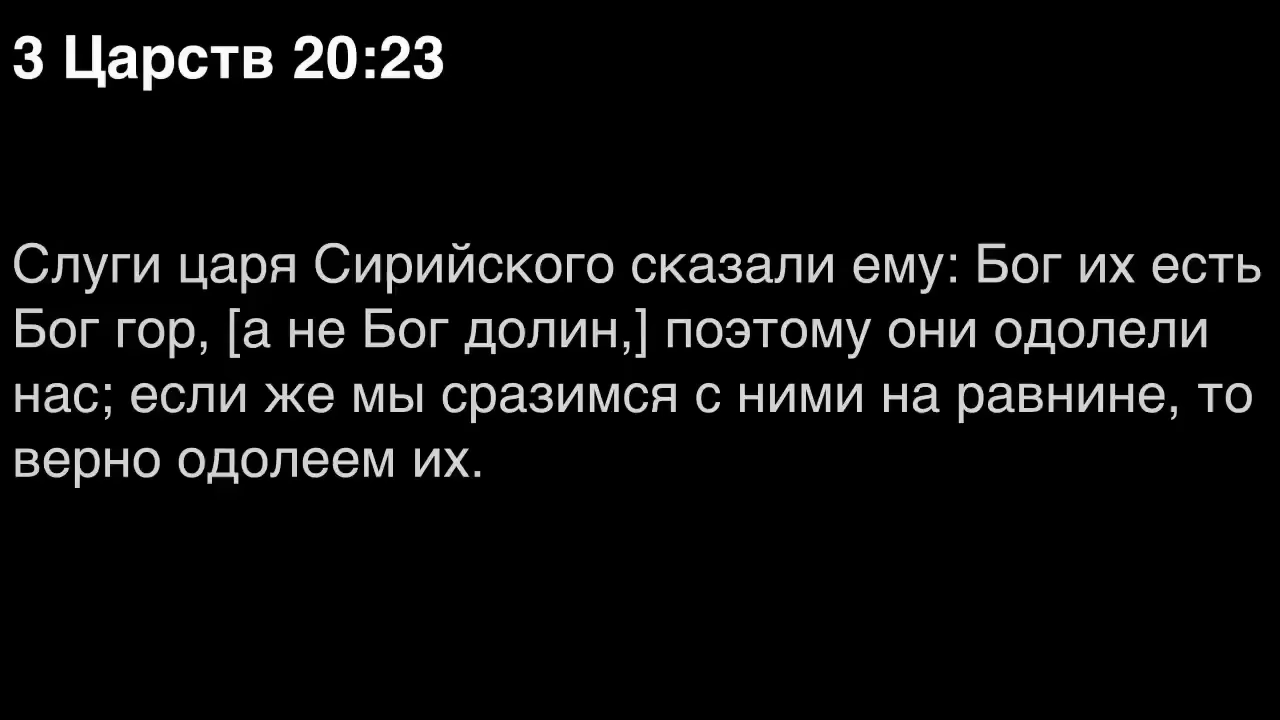 3 Царств 20:23
Слуги царя Сирийского сказали ему: Бог их есть
Бог гор, [а не Бог долин,] поэтому они одолели
нас; если же мы сразимся с ними на равнине, то
верно одолеем их.